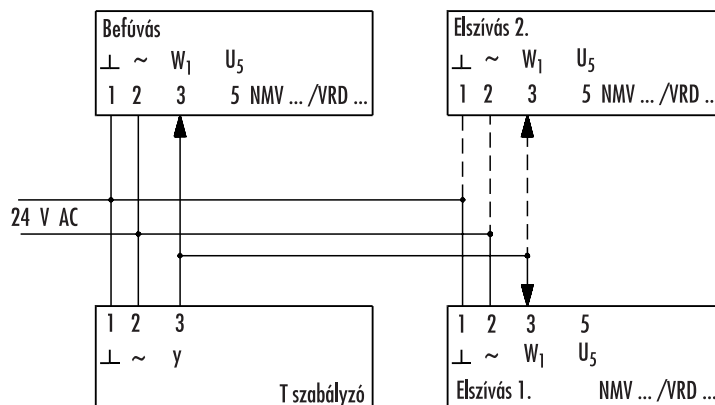 Befúvás
⊥ ~ W₁ U₅
1 2 3 5 NMV ... /VRD ...
Elszívás 2.
⊥ ~ W₁ U₅
1 2 3 5 NMV ... /VRD ...
24 V AC
1 2 3
⊥ ~ y
T szabályzó
1 2 3 5
⊥ ~ W₁ U₅
Elszívás 1. NMV ... /VRD ...